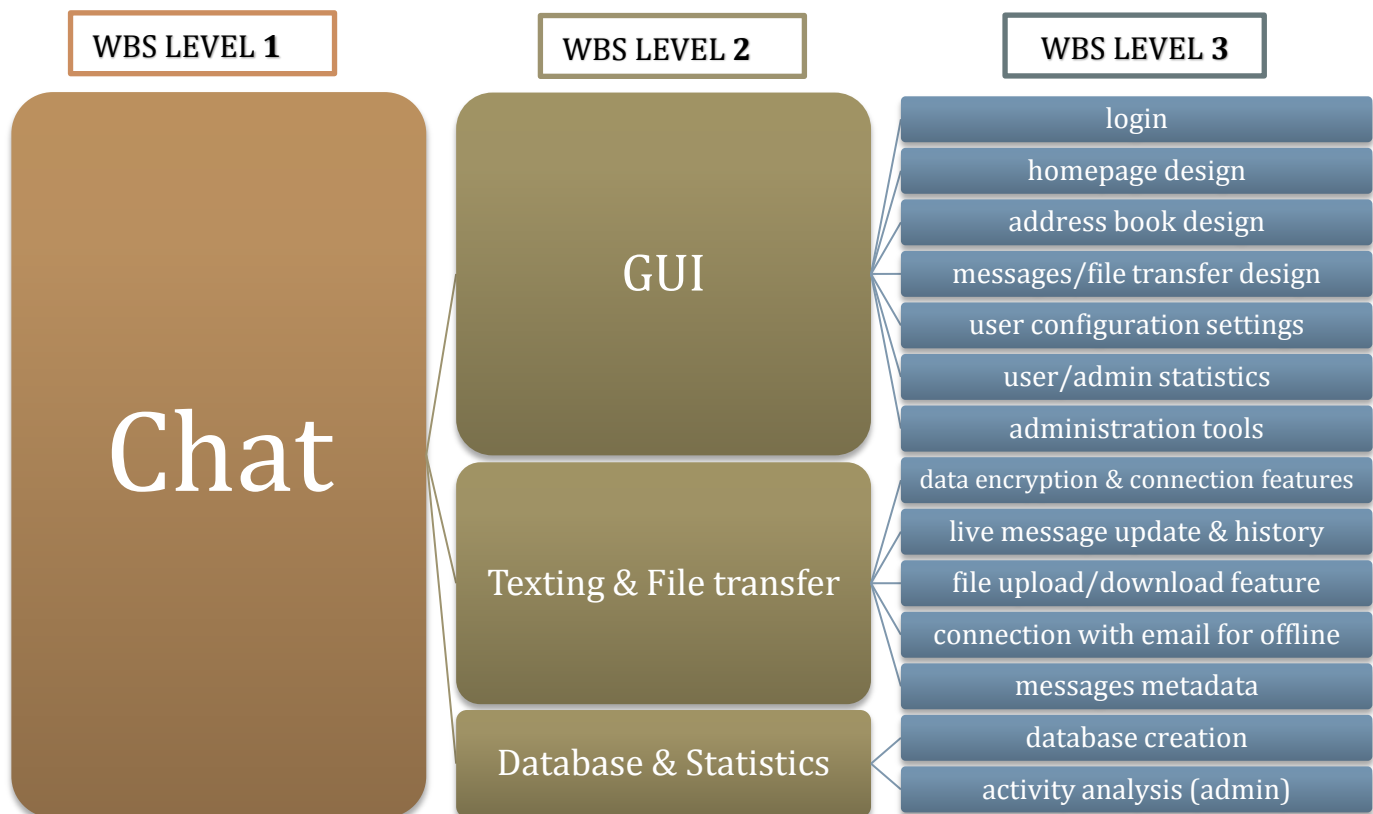 WBS LEVEL 1
WBS LEVEL 2
WBS LEVEL 3
Chat
GUI
login
homepage design
address book design
messages/file transfer design
user configuration settings
user/admin statistics
administration tools
Texting & File transfer
data encryption & connection features
live message update & history
file upload/download feature
connection with email for offline
messages metadata
Database & Statistics
database creation
activity analysis (admin)